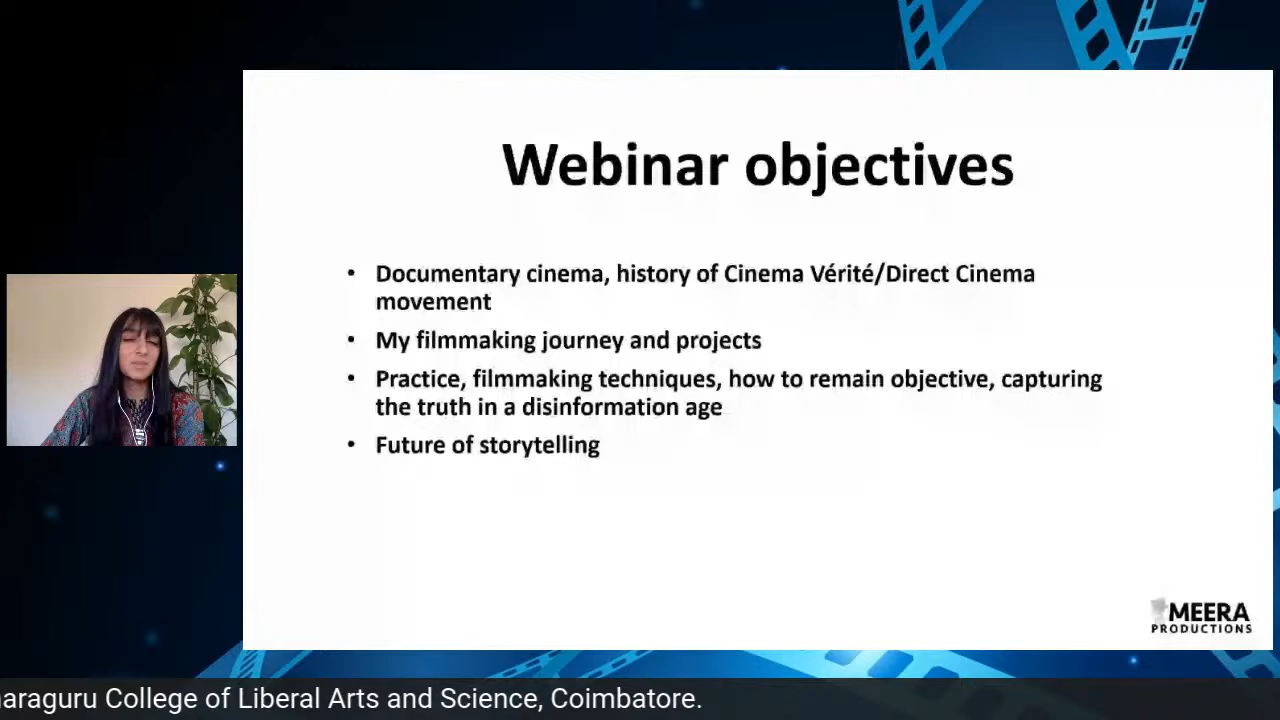 Webinar objectives
• Documentary cinema, history of Cinema Vérité/Direct Cinema
movement
• My filmmaking journey and projects
• Practice, filmmaking techniques, how to remain objective, capturing
the truth in a disinformation age
• Future of storytelling
MEERA
PRODUCTIONS
araguru College of Liberal Arts and Science, Coimbatore.